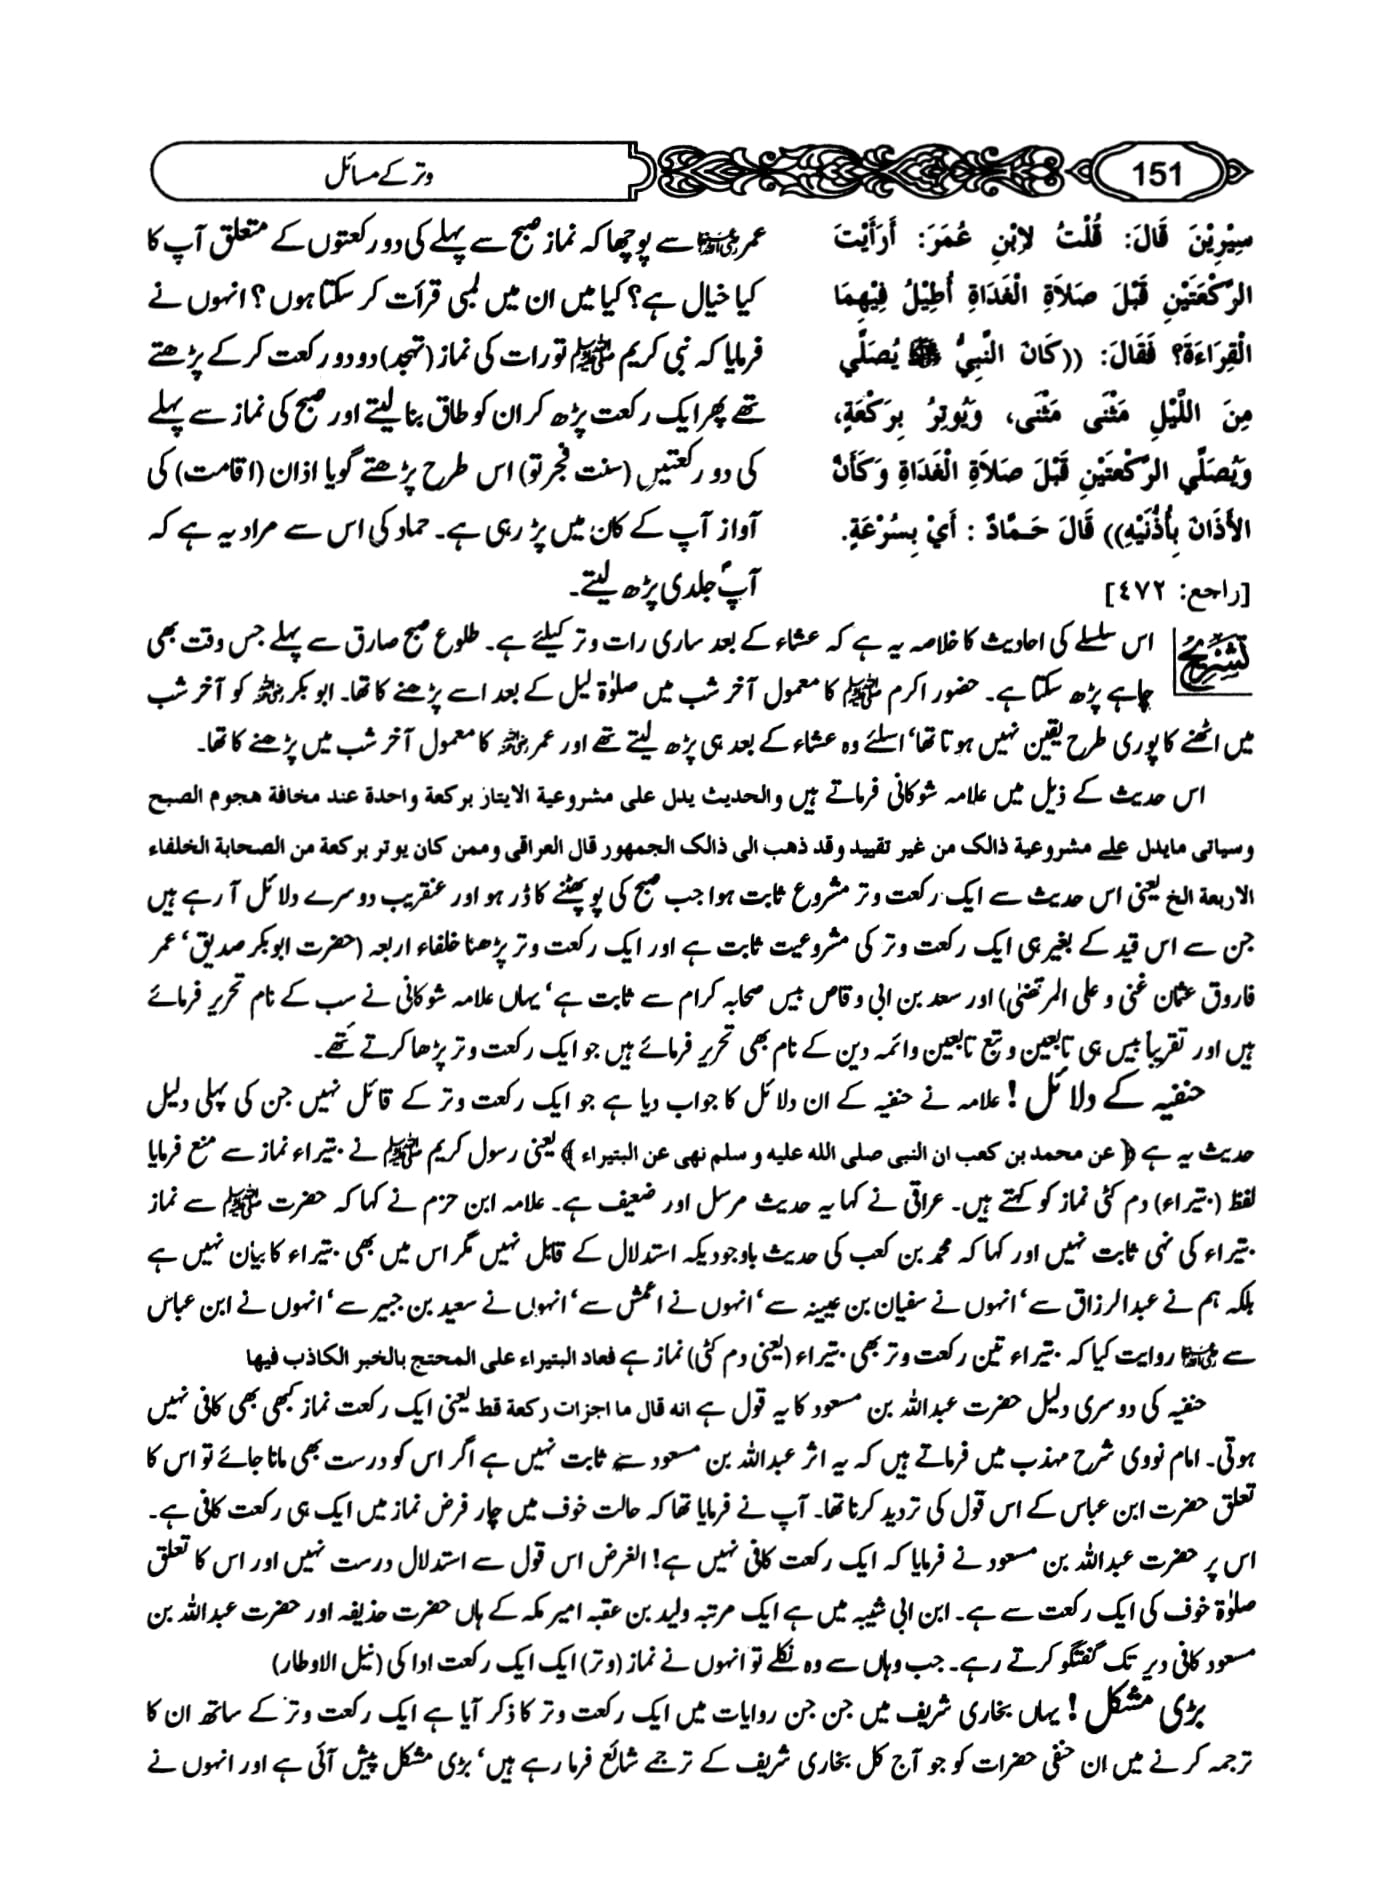 151
وتر کے مسائل
سِيْرِيْنَ قَالَ: قُلْتُ لابْنِ عُمَرَ: أَرَأَيْتَ
الرَّكْعَتَيْنِ قَبْلَ صَلاَةِ الْغَدَاةِ أُطِيْلُ فِيْهِمَا
الْقِرَاءَةَ؟ فَقَالَ: ((كَانَ النَّبِيُّ ﷺ يُصَلِّي
مِنَ اللَّيْلِ مَثْنَى مَثْنَى، وَيُوتِرُ بِرَكْعَةٍ،
وَيُصَلِّي الرَّكْعَتَيْنِ قَبْلَ صَلاَةِ الْغَدَاةِ وَكَأَنَّ
الأَذَانَ بِأُذُنَيْهِ)) قَالَ حَمَّادٌ : أَيْ بِسُرْعَةٍ.
[راجع: ٤٧٢]
عمر رضی اللہ عنہما سے پوچھا کہ نماز صبح سے پہلے کی دو رکعتوں کے متعلق آپ کا
کیا خیال ہے؟ کیا میں ان میں لمبی قرأت کر سکتا ہوں؟ انہوں نے
فرمایا کہ نبی کریم ﷺ تو رات کی نماز (تہجد) دو دو رکعت کر کے پڑھتے
تھے پھر ایک رکعت پڑھ کر ان کو طاق بنا لیتے اور صبح کی نماز سے پہلے
کی دو رکعتیں (سنت فجر تو) اس طرح پڑھتے گویا اذان (اقامت) کی
آواز آپ کے کان میں پڑ رہی ہے۔ حماد کی اس سے مراد یہ ہے کہ
آپ جلدی پڑھ لیتے۔
تشریح اس سلسلے کی احادیث کا خلاصہ یہ ہے کہ عشاء کے بعد ساری رات وتر کیلئے ہے۔ طلوع صبح صادق سے پہلے جس وقت بھی
چاہے پڑھ سکتا ہے۔ حضور اکرم ﷺ کا معمول آخر شب میں صلوٰۃ لیل کے بعد اسے پڑھنے کا تھا۔ ابو بکر رضی اللہ عنہ کو آخر شب
میں اٹھنے کا پوری طرح یقین نہیں ہوتا تھا‘ اسلئے وہ عشاء کے بعد ہی پڑھ لیتے تھے اور عمر رضی اللہ عنہ کا معمول آخر شب میں پڑھنے کا تھا۔
اس حدیث کے ذیل میں علامہ شوکانی فرماتے ہیں والحدیث یدل علی مشروعیة الایتاز برکعة واحدة عند مخافة هجوم الصبح
وسیاتی مایدل علے مشروعیة ذالک من غیر تقیید وقد ذهب الی ذالک الجمهور قال العراقی وممن کان یوتر برکعة من الصحابة الخلفاء
الاربعة الخ یعنی اس حدیث سے ایک رکعت وتر مشروع ثابت ہوا جب صبح کی پو پھٹنے کا ڈر ہو اور عنقریب دوسرے دلائل آ رہے ہیں
جن سے اس قید کے بغیر ہی ایک رکعت وتر کی مشروعیت ثابت ہے اور ایک رکعت وتر پڑھنا خلفاء اربعہ (حضرت ابو بکر صدیق‘ عمر
فاروق عثمان غنی و علی المرتضیٰ) اور سعد بن ابی وقاص بیس صحابہ کرام سے ثابت ہے‘ یہاں علامہ شوکانی نے سب کے نام تحریر فرمائے
ہیں اور تقریباً بیس ہی تابعین و تبع تابعین وائمہ دین کے نام بھی تحریر فرمائے ہیں جو ایک رکعت وتر پڑھا کرتے تھے۔
حنفیہ کے دلائل! علامہ نے حنفیہ کے ان دلائل کا جواب دیا ہے جو ایک رکعت وتر کے قائل نہیں جن کی پہلی دلیل
حدیث یہ ہے ﴿ عن محمد بن کعب ان النبی صلی الله علیه و سلم نهی عن البتیراء ﴾ یعنی رسول کریم ﷺ نے بتیراء نماز سے منع فرمایا
لفظ (بتیراء) دم کٹی نماز کو کہتے ہیں۔ عراقی نے کہا یہ حدیث مرسل اور ضعیف ہے۔ علامہ ابن حزم نے کہا کہ حضرت ﷺ سے نماز
بتیراء کی نہی ثابت نہیں اور کہا کہ محمد بن کعب کی حدیث باوجودیکہ استدلال کے قابل نہیں مگر اس میں بھی بتیراء کا بیان نہیں ہے
بلکہ ہم نے عبدالرزاق سے‘ انہوں نے سفیان بن عیینہ سے‘ انہوں نے اعمش سے‘ انہوں نے سعید بن جبیر سے‘ انہوں نے ابن عباس
سے رضی اللہ عنہما روایت کیا کہ بتیراء تین رکعت وتر بھی بتیراء (یعنی دم کٹی) نماز ہے فعاد البتیراء علی المحتج بالخبر الکاذب فیها
حنفیہ کی دوسری دلیل حضرت عبداللہ بن مسعود کا یہ قول ہے انه قال ما اجزات رکعة قط یعنی ایک رکعت نماز کبھی بھی کافی نہیں
ہوتی۔ امام نووی شرح مہذب میں فرماتے ہیں کہ یہ اثر عبداللہ بن مسعود سے ثابت نہیں ہے اگر اس کو درست بھی مانا جائے تو اس کا
تعلق حضرت ابن عباس کے اس قول کی تردید کرنا تھا۔ آپ نے فرمایا تھا کہ حالت خوف میں چار فرض نماز میں ایک ہی رکعت کافی ہے۔
اس پر حضرت عبداللہ بن مسعود نے فرمایا کہ ایک رکعت کافی نہیں ہے! الغرض اس قول سے استدلال درست نہیں اور اس کا تعلق
صلوٰۃ خوف کی ایک رکعت سے ہے۔ ابن ابی شیبہ میں ہے ایک مرتبہ ولید بن عقبہ امیر مکہ کے ہاں حضرت حذیفہ اور حضرت عبداللہ بن
مسعود کافی دیر تک گفتگو کرتے رہے۔ جب وہاں سے وہ نکلے تو انہوں نے نماز (وتر) ایک ایک رکعت ادا کی (نیل الاوطار)
بڑی مشکل! یہاں بخاری شریف میں جن جن روایات میں ایک رکعت وتر کا ذکر آیا ہے ایک رکعت وتر کے ساتھ ان کا
ترجمہ کرنے میں ان حنفی حضرات کو جو آج کل بخاری شریف کے ترجمے شائع فرما رہے ہیں‘ بڑی مشکل پیش آئی ہے اور انہوں نے